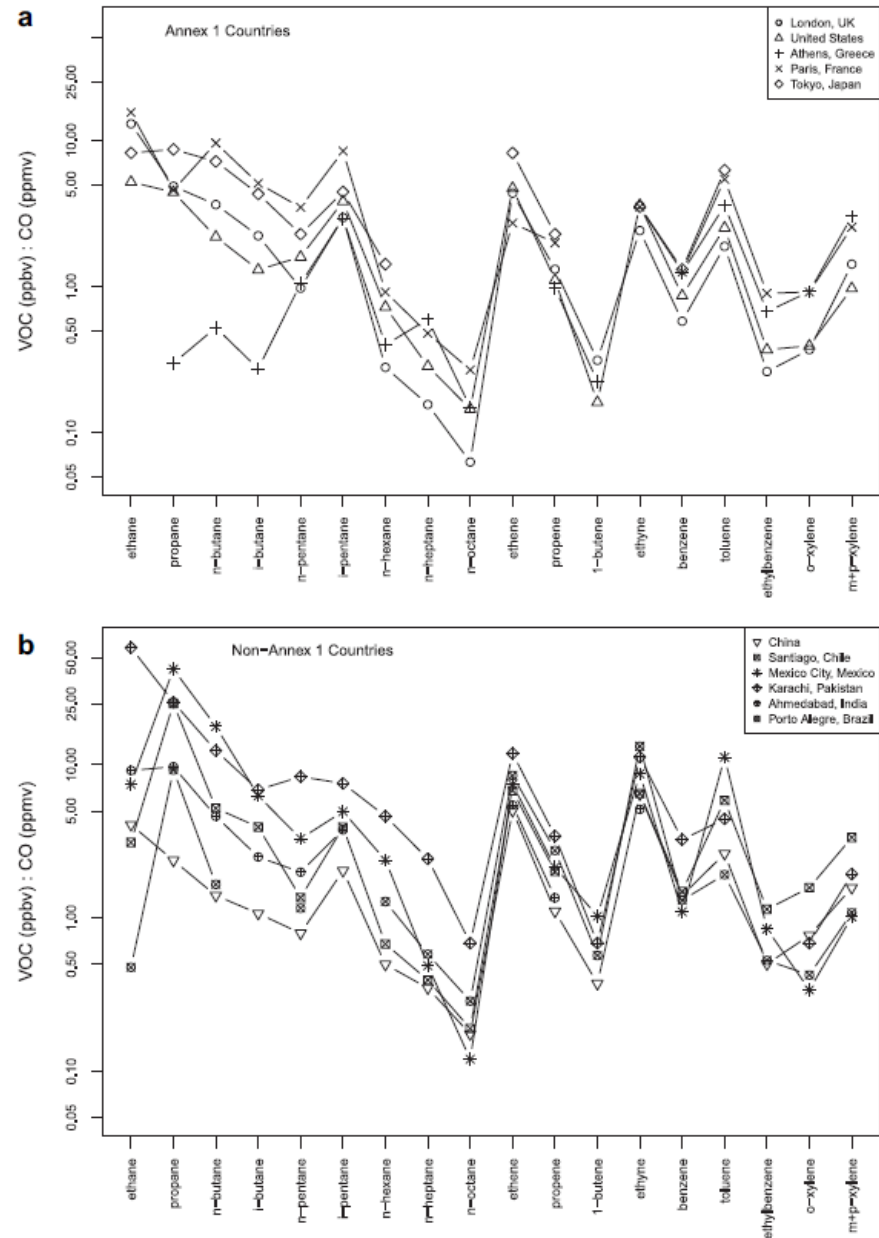 a
Annex 1 Countries
London, UK
United States
Athens, Greece
Paris, France
Tokyo, Japan
VOC (ppbv) : CO (ppmv)
25.00
10.00
5.00
1.00
0.50
0.10
0.05
ethane
propane
n−butane
i−butane
n−pentane
i−pentane
n−hexane
n−heptane
n−octane
ethene
propene
1−butene
ethyne
benzene
toluene
ethylbenzene
o−xylene
m+p−xylene
b
Non−Annex 1 Countries
China
Santiago, Chile
Mexico City, Mexico
Karachi, Pakistan
Ahmedabad, India
Porto Alegre, Brazil
VOC (ppbv) : CO (ppmv)
50.00
25.00
10.00
5.00
1.00
0.50
0.10
0.05
ethane
propane
n−butane
i−butane
n−pentane
i−pentane
n−hexane
n−heptane
n−octane
ethene
propene
1−butene
ethyne
benzene
toluene
ethylbenzene
o−xylene
m+p−xylene